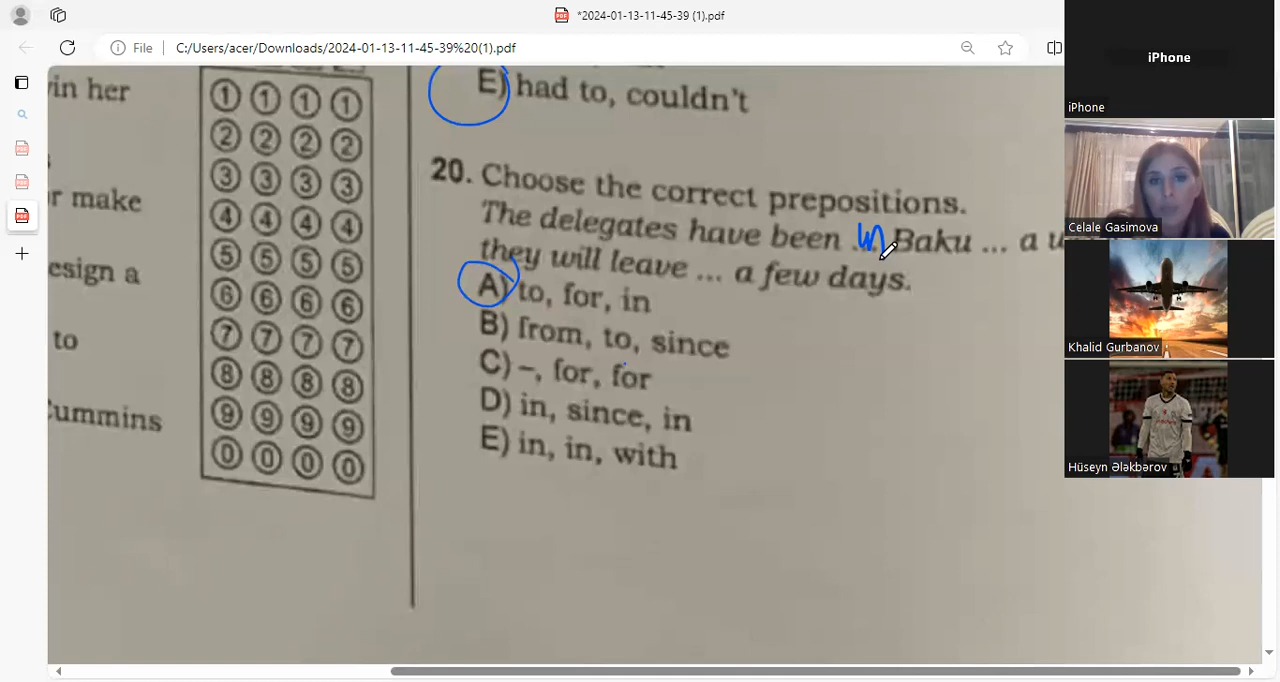 *2024-01-13-11-45-39 (1).pdf
File C:/Users/acer/Downloads/2024-01-13-11-45-39%20(1).pdf
in her
r make
esign a
to
Cummins
1 1 1 1
2 2 2 2
3 3 3 3
4 4 4 4
5 5 5 5
6 6 6 6
7 7 7 7
8 8 8 8
9 9 9 9
0 0 0 0
E) had to, couldn't
20. Choose the correct prepositions.
The delegates have been in Baku ... a
they will leave ... a few days.
A) to, for, in
B) from, to, since
C) –, for, for
D) in, since, in
E) in, in, with
iPhone
iPhone
Celale Gasimova
Khalid Gurbanov
Hüseyn Ələkbərov